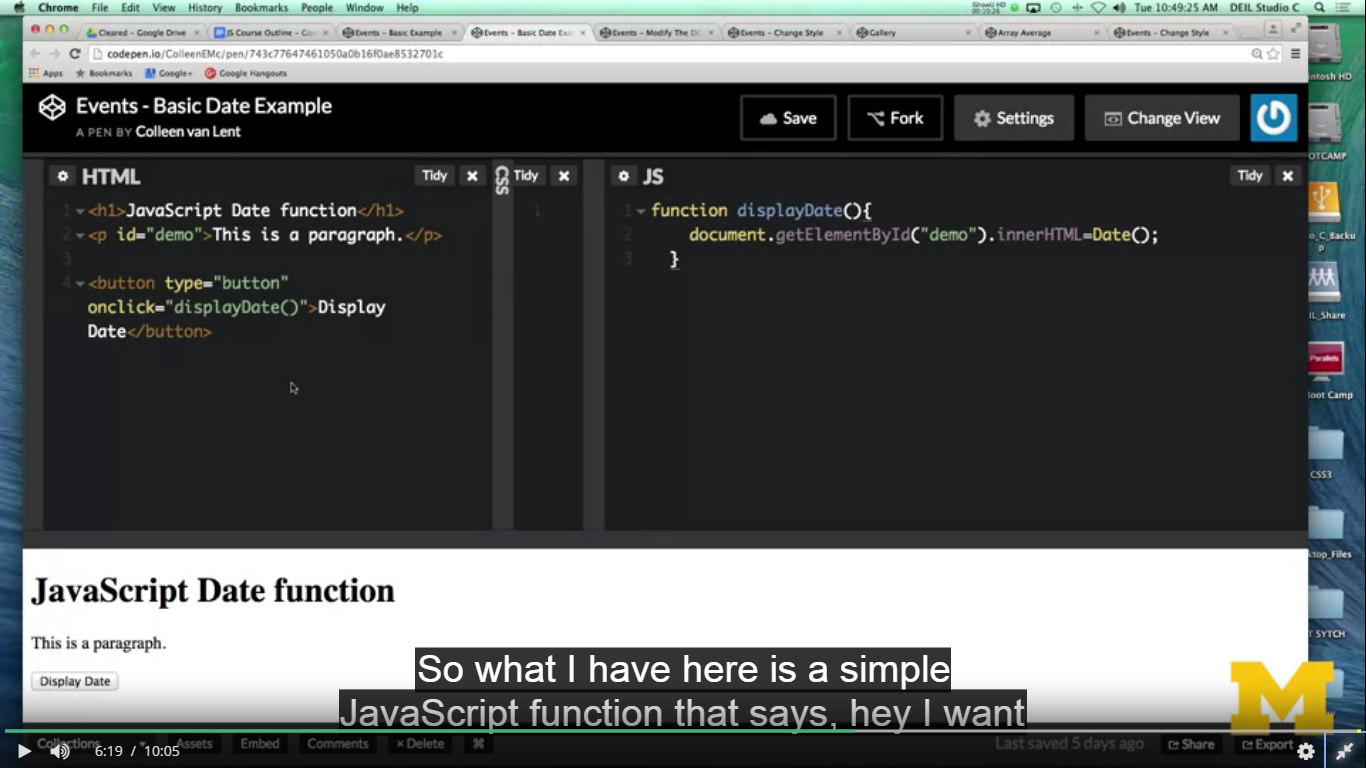 Chrome File Edit View History Bookmarks People Window Help
Tue 10:49:25 AM DEIL Studio C
Cleared - Google Drive
JS Course Outline - Con
Events - Basic Example
Events - Basic Date Exa
Events - Modify The DO
Events - Change Style
Gallery
Array Average
Events - Change Style
codepen.io/ColleenEMc/pen/743c77647461050a0b16f0ae8532701c
Apps Bookmarks Google+ Google Hangouts
Events - Basic Date Example
A PEN BY Colleen van Lent
Save Fork Settings Change View
HTML Tidy
CSS Tidy
JS Tidy
1 <h1>JavaScript Date function</h1>
2 <p id="demo">This is a paragraph.</p>
3
4 <button type="button"
onclick="displayDate()">Display
Date</button>
1
1 function displayDate(){
2 document.getElementById("demo").innerHTML=Date();
3 }
JavaScript Date function
This is a paragraph.
Display Date
So what I have here is a simple
JavaScript function that says, hey I want
Collections Assets Embed Comments × Delete ⌘
Last saved 5 days ago Share Export
6:19 / 10:05
intosh HD
OTCAMP
Parallels
Boot Camp
CSS3
M